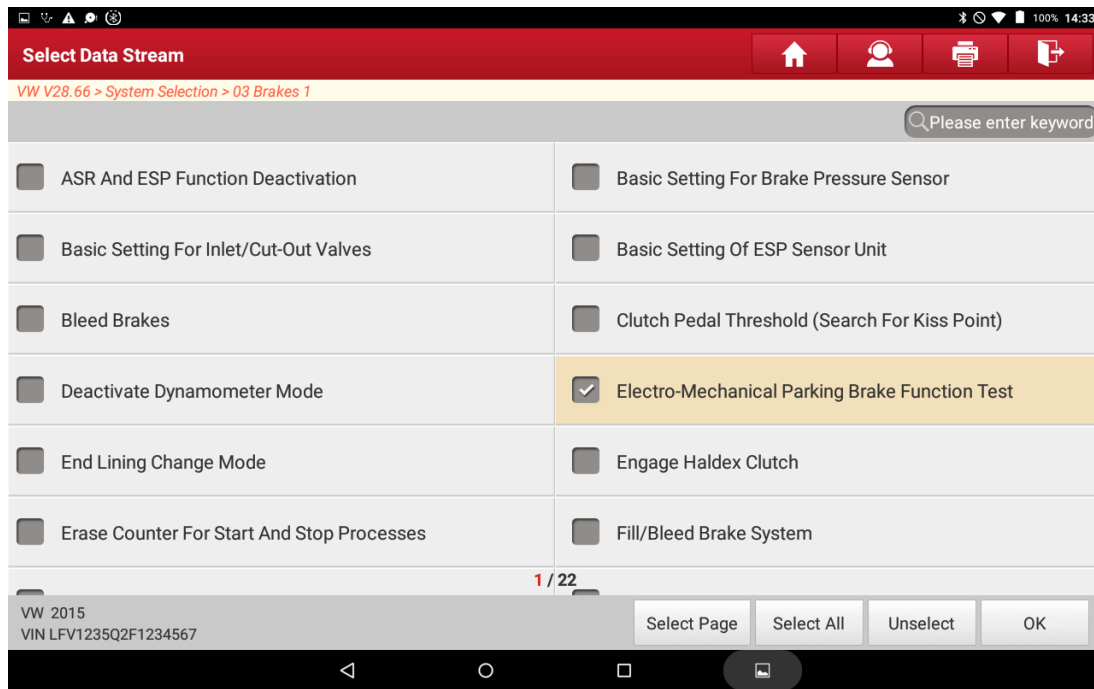 100% 14:33
Select Data Stream
VW V28.66 > System Selection > 03 Brakes 1
Please enter keyword
ASR And ESP Function Deactivation
Basic Setting For Brake Pressure Sensor
Basic Setting For Inlet/Cut-Out Valves
Basic Setting Of ESP Sensor Unit
Bleed Brakes
Clutch Pedal Threshold (Search For Kiss Point)
Deactivate Dynamometer Mode
Electro-Mechanical Parking Brake Function Test
End Lining Change Mode
Engage Haldex Clutch
Erase Counter For Start And Stop Processes
Fill/Bleed Brake System
1 / 22
VW 2015
VIN LFV1235Q2F1234567
Select Page
Select All
Unselect
OK